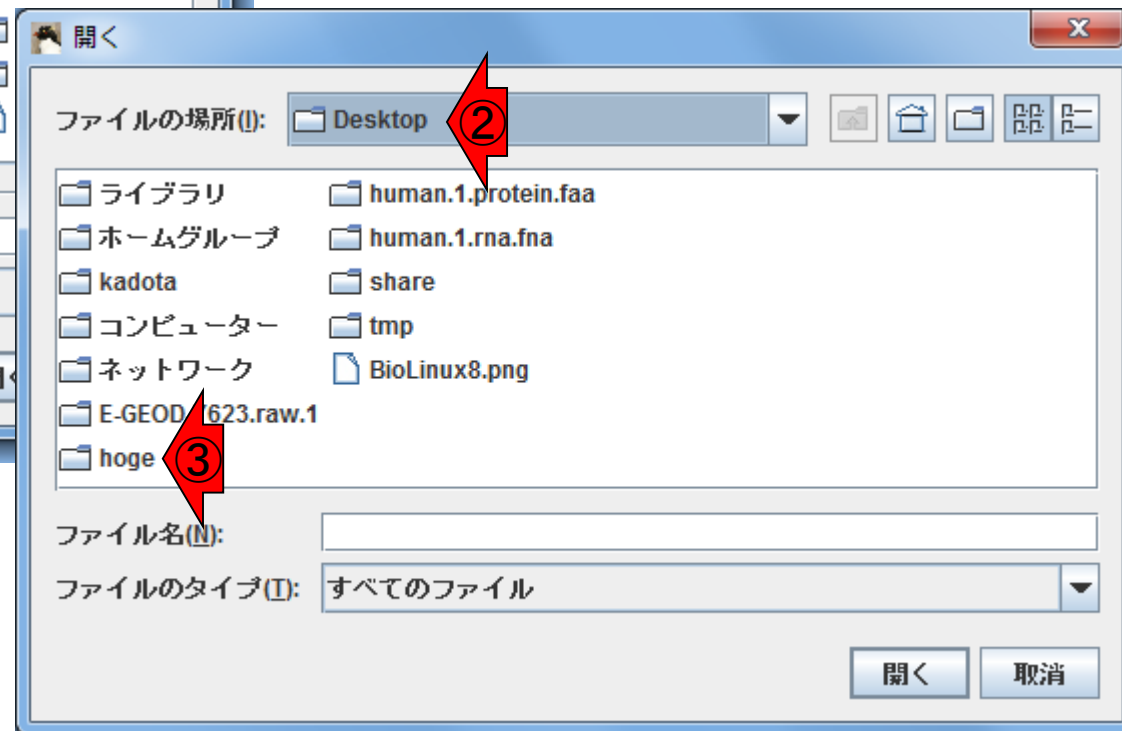 開く
ファイルの場所(I): Desktop ②
ライブラリ human.1.protein.faa
ホームグループ human.1.rna.fna
kadota share
コンピューター tmp
ネットワーク BioLinux8.png
7623.raw.1
hoge ③
ファイル名(N):
ファイルのタイプ(T): すべてのファイル
開く 取消